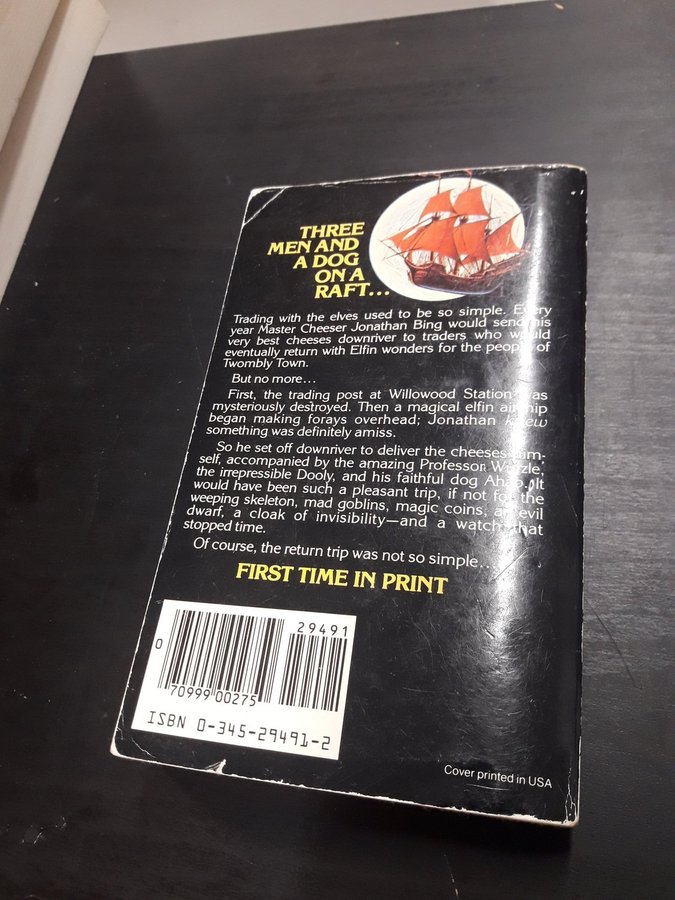 THREE
MEN AND
A DOG
ON A
RAFT...
Trading with the elves used to be so simple. Every
year Master Cheeser Jonathan Bing would send his
very best cheeses downriver to traders who would
eventually return with Elfin wonders for the people of
Twombly Town.
But no more...
First, the trading post at Willowood Station was
mysteriously destroyed. Then a magical elfin airship
began making forays overhead; Jonathan knew
something was definitely amiss.
So he set off downriver to deliver the cheeses him-
self, accompanied by the amazing Professor Wurzle,
the irrepressible Dooly, and his faithful dog Ahab. It
would have been such a pleasant trip, if not for the
weeping skeleton, mad goblins, magic coins, an evil
dwarf, a cloak of invisibility—and a watch that
stopped time.
Of course, the return trip was not so simple...
FIRST TIME IN PRINT
29491
0
70999 00275
ISBN 0-345-29491-2
Cover printed in USA